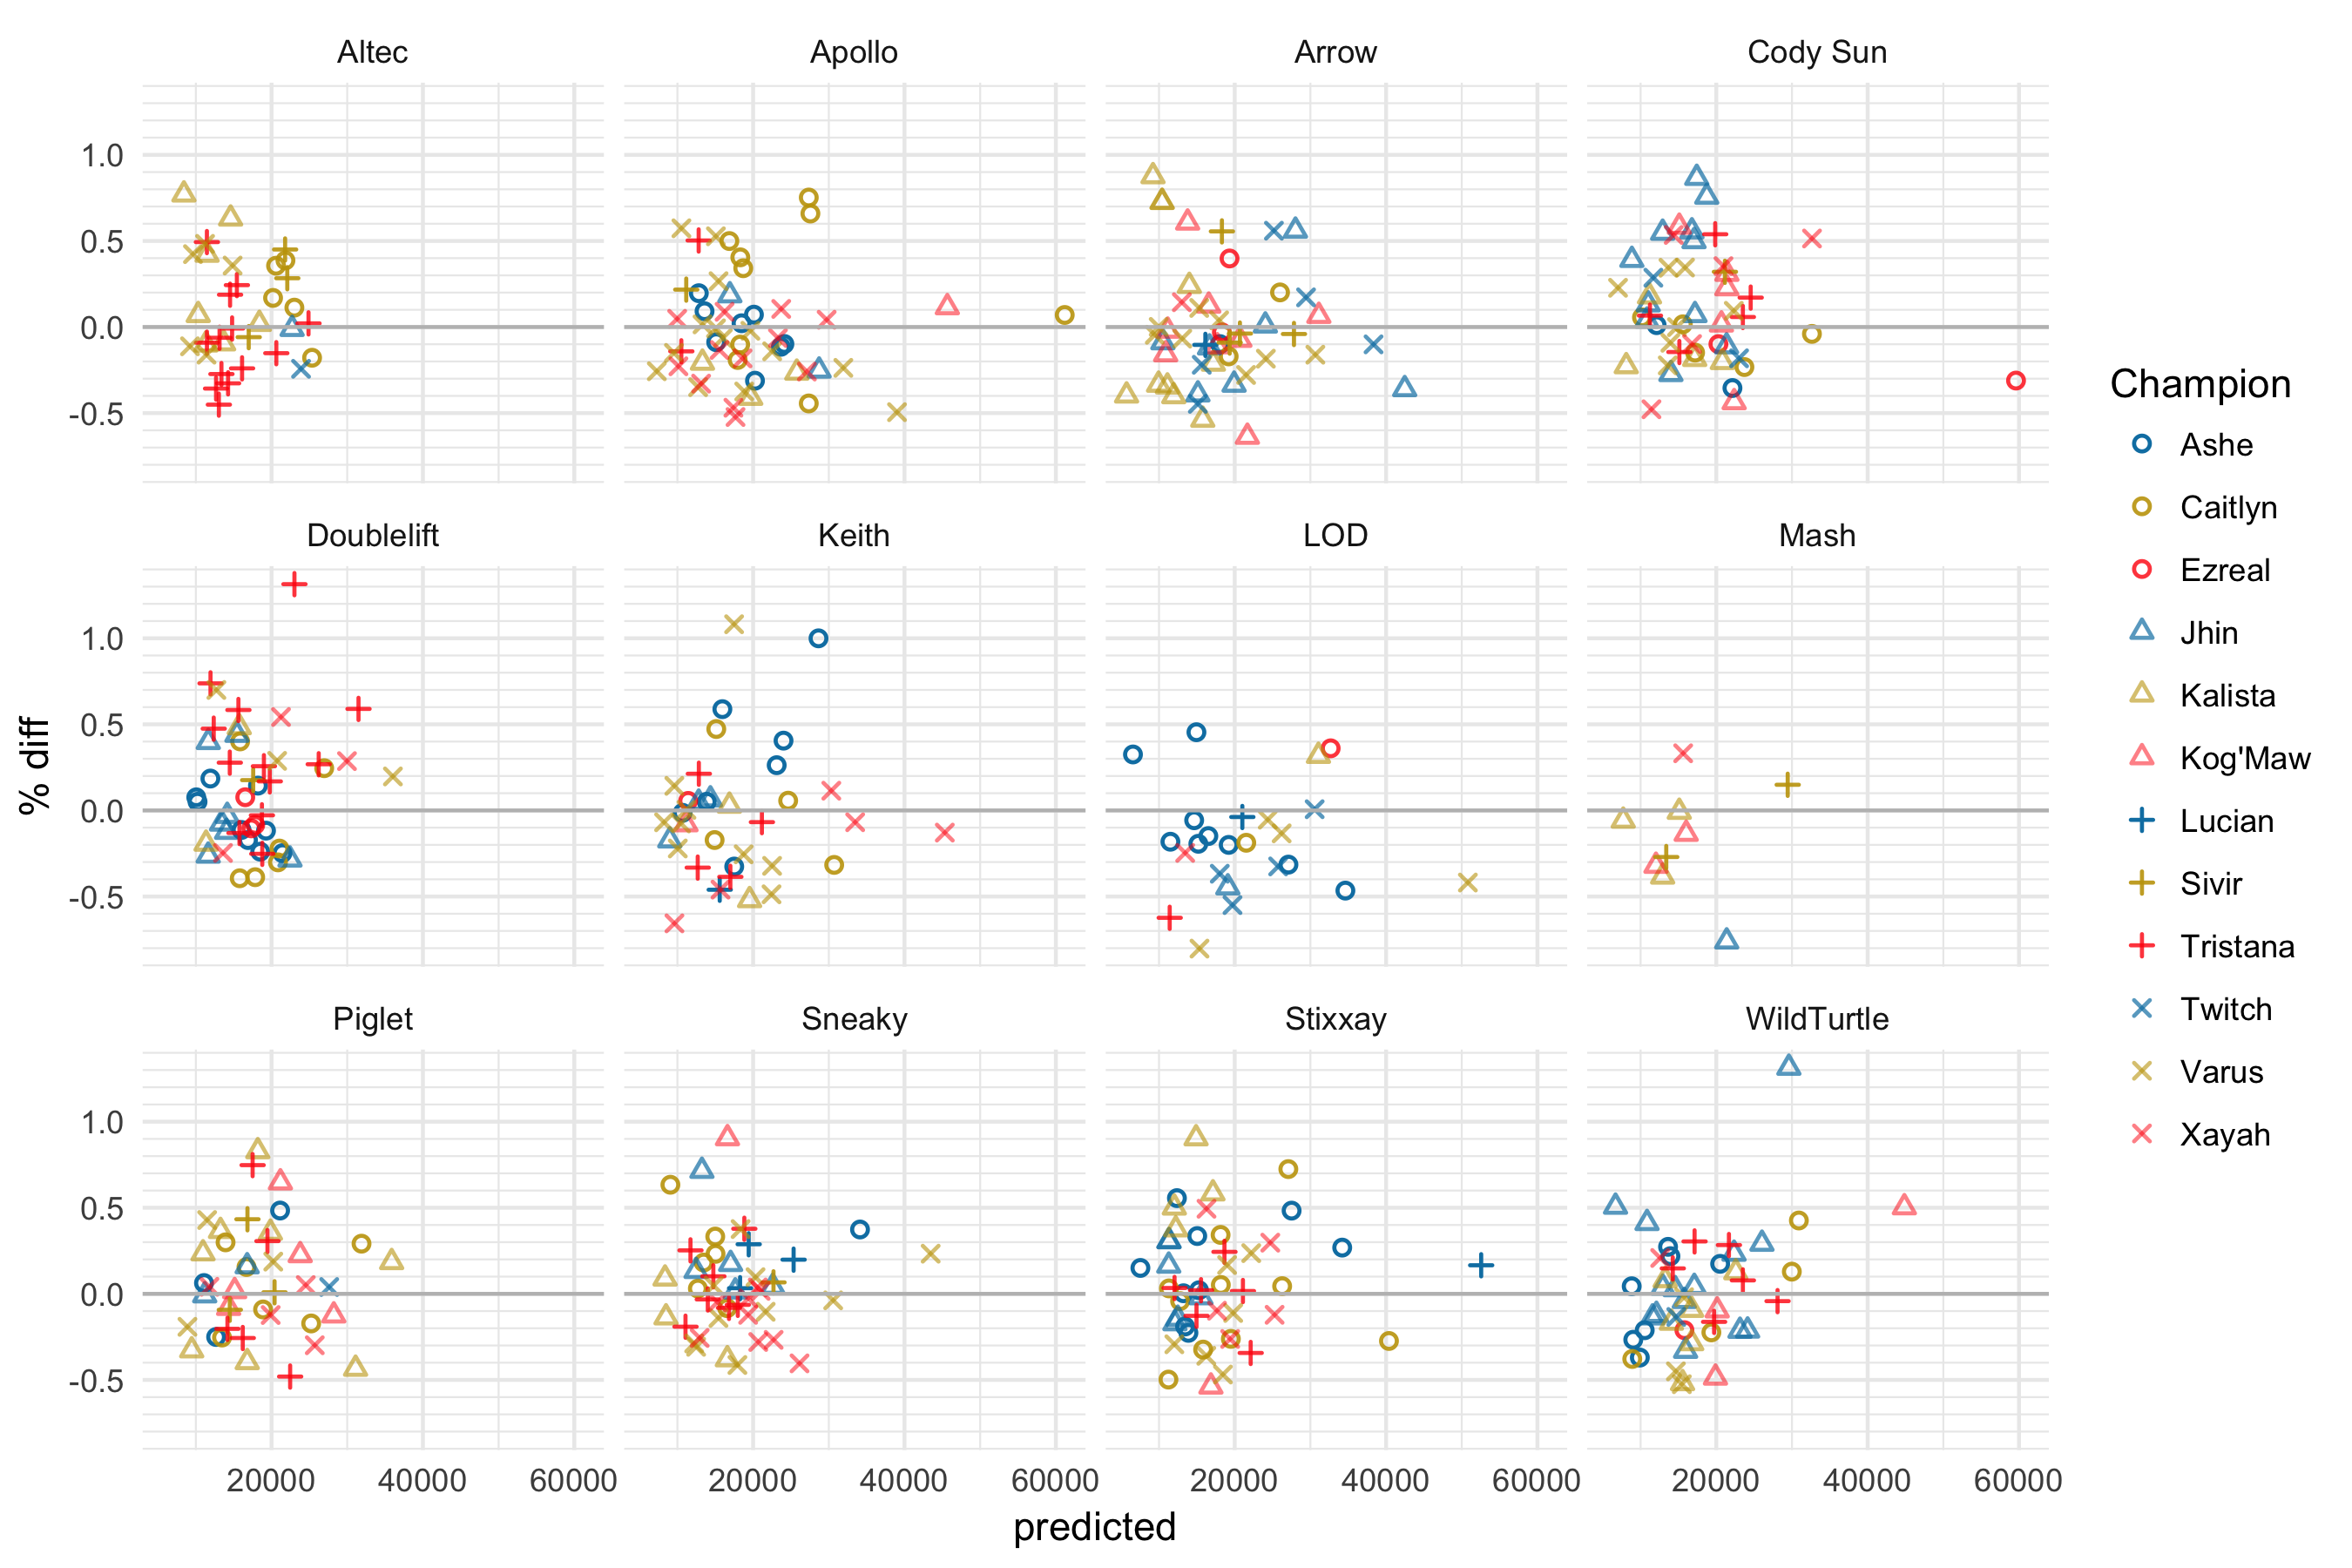 Altec
Apollo
Arrow
Cody Sun
1.0
0.5
0.0
-0.5
Doublelift
Keith
LOD
Mash
1.0
0.5
0.0
-0.5
Piglet
Sneaky
Stixxay
WildTurtle
1.0
0.5
0.0
-0.5
20000 40000 60000
20000 40000 60000
20000 40000 60000
20000 40000 60000
predicted
% diff
Champion
Ashe
Caitlyn
Ezreal
Jhin
Kalista
Kog'Maw
Lucian
Sivir
Tristana
Twitch
Varus
Xayah